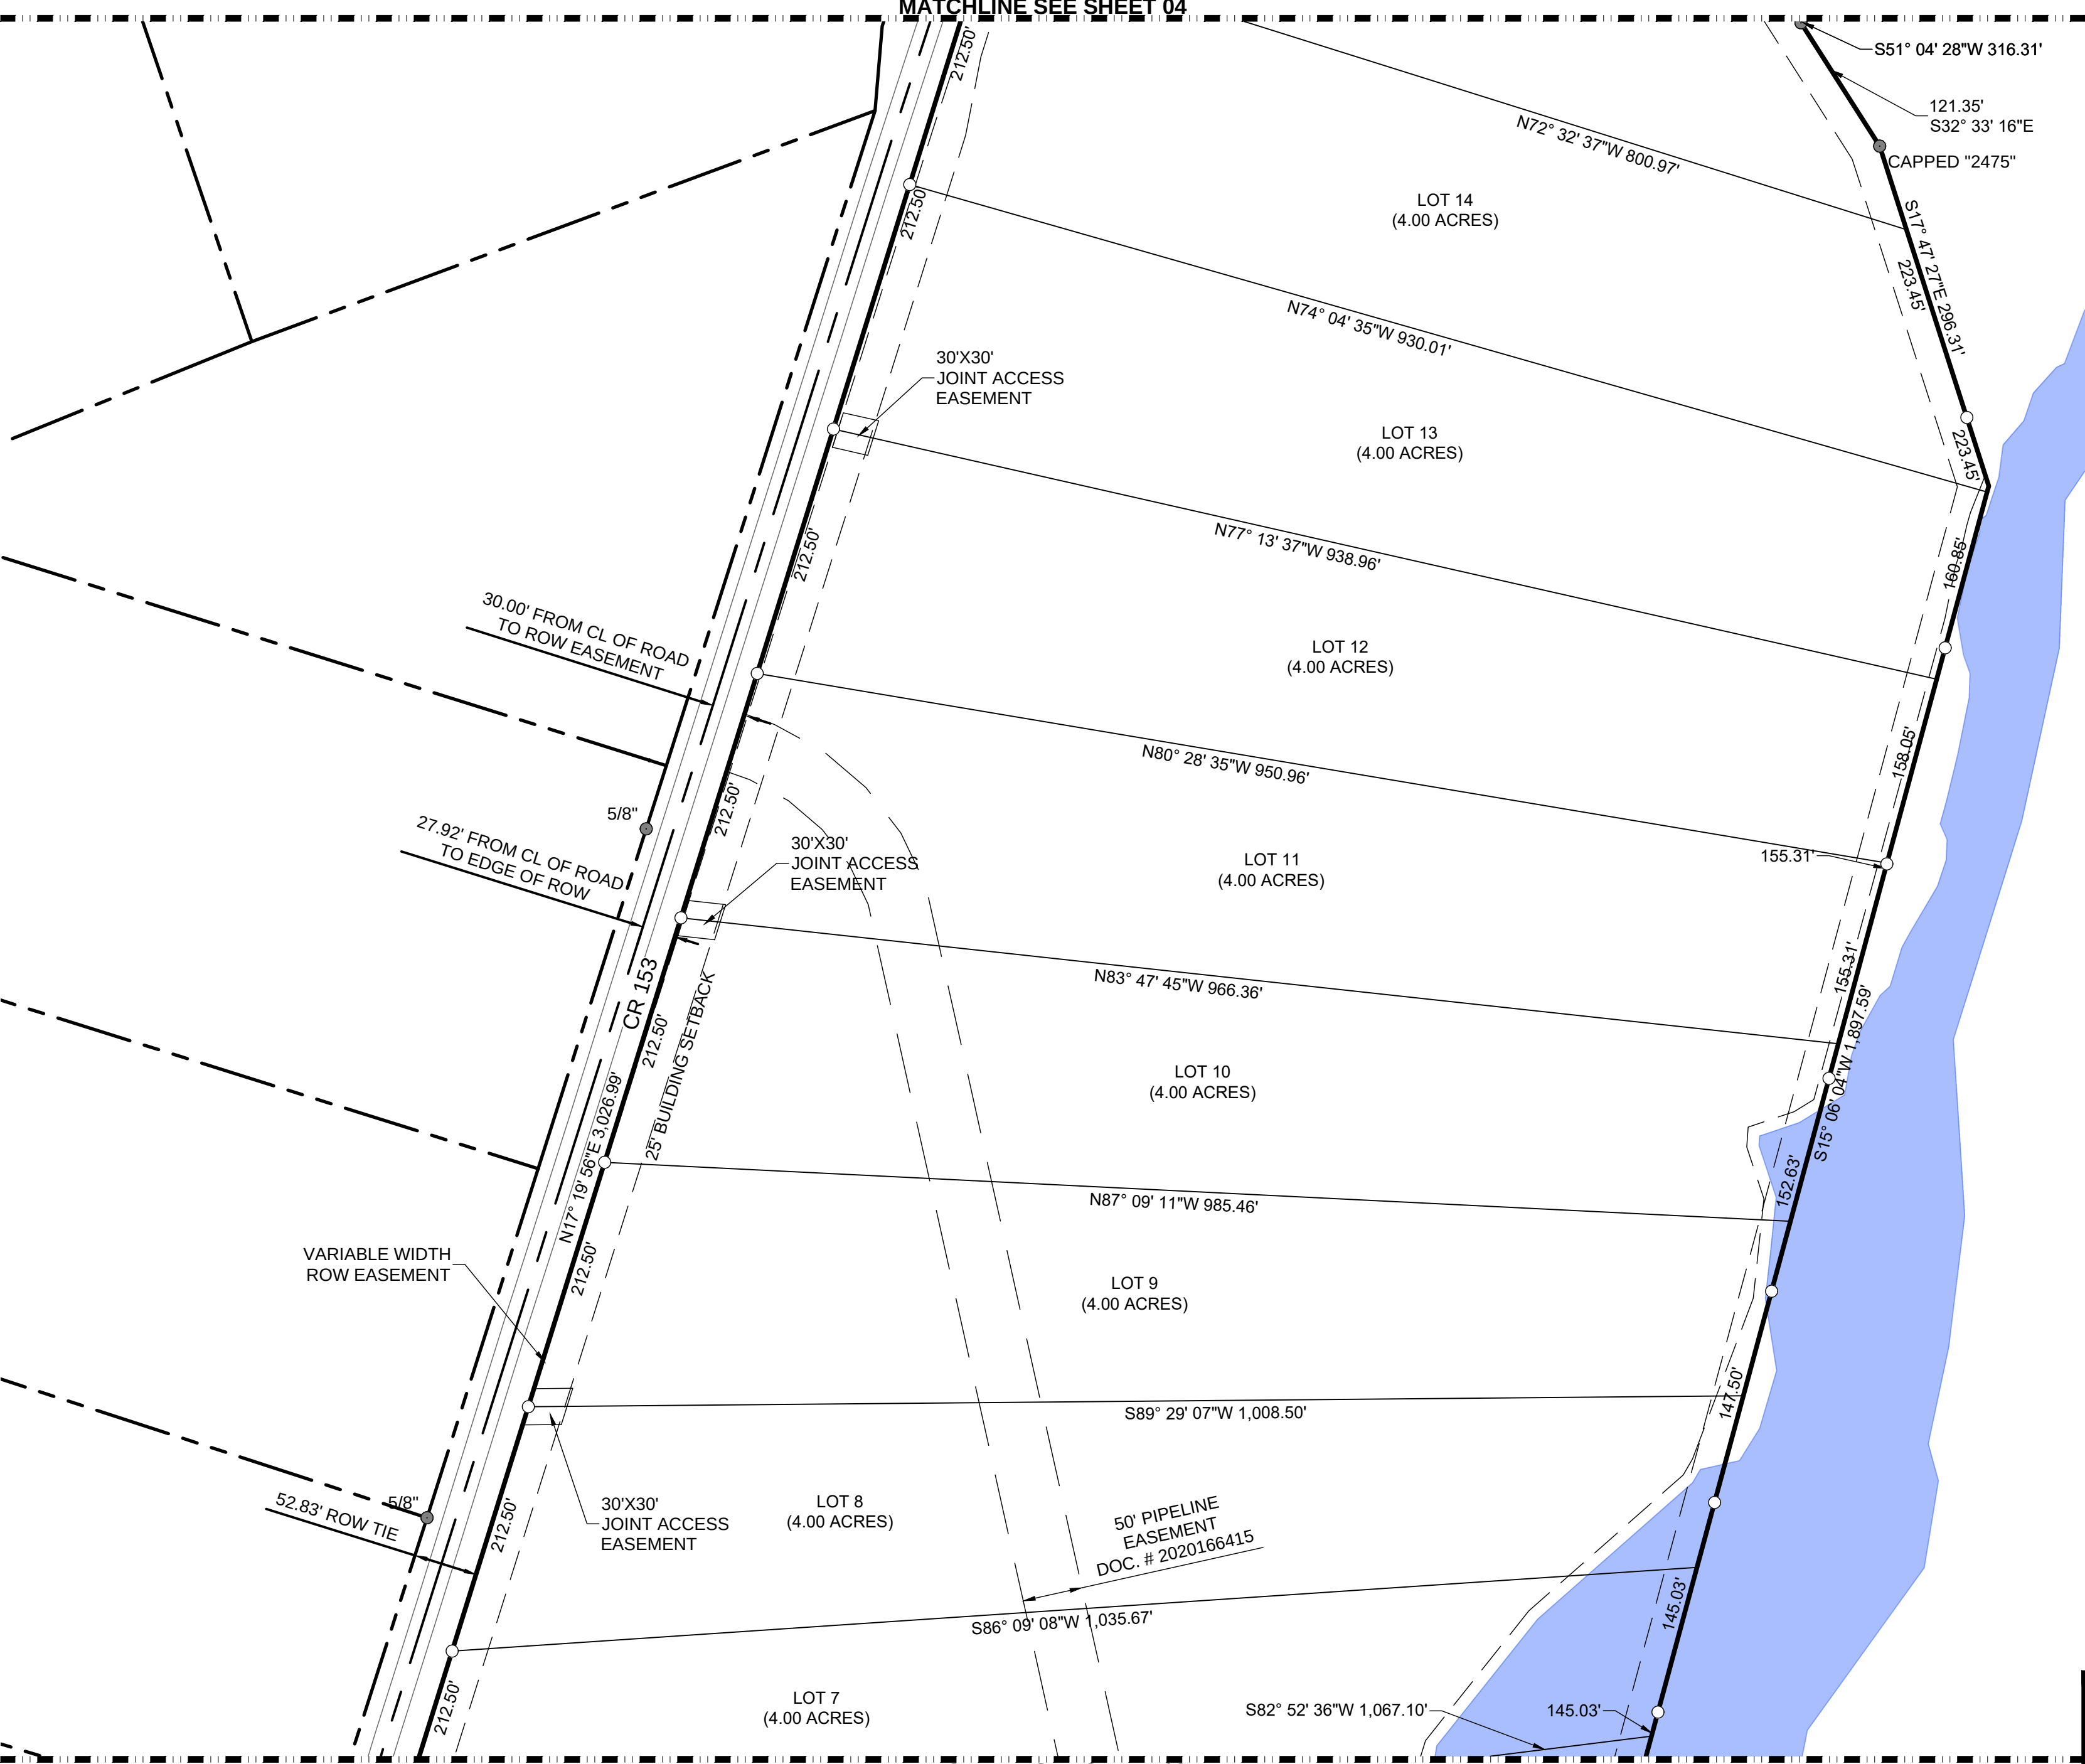 MATCHLINE SEE SHEET 04
212.50'
S51° 04' 28"W 316.31'
121.35'
S32° 33' 16"E
CAPPED "2475"
N72° 32' 37"W 800.97'
LOT 14
(4.00 ACRES)
212.50'
S17° 47' 27"E 296.31'
223.45'
N74° 04' 35"W 930.01'
30'X30'
JOINT ACCESS
EASEMENT
LOT 13
(4.00 ACRES)
223.45'
212.50'
N77° 13' 37"W 938.96'
160.85'
30.00' FROM CL OF ROAD
TO ROW EASEMENT
LOT 12
(4.00 ACRES)
158.05'
N80° 28' 35"W 950.96'
212.50'
5/8"
27.92' FROM CL OF ROAD
TO EDGE OF ROW
30'X30'
JOINT ACCESS
EASEMENT
LOT 11
(4.00 ACRES)
155.31'
155.31'
CR 153
N83° 47' 45"W 966.36'
212.50'
25' BUILDING SETBACK
N17° 19' 56"E 3,026.99'
LOT 10
(4.00 ACRES)
S15° 06' 04"W 1,897.59'
152.63'
N87° 09' 11"W 985.46'
VARIABLE WIDTH
ROW EASEMENT
212.50'
LOT 9
(4.00 ACRES)
147.50'
S89° 29' 07"W 1,008.50'
5/8"
52.83' ROW TIE
212.50'
30'X30'
JOINT ACCESS
EASEMENT
LOT 8
(4.00 ACRES)
50' PIPELINE
EASEMENT
DOC. # 2020166415
145.03'
S86° 09' 08"W 1,035.67'
212.50'
LOT 7
(4.00 ACRES)
S82° 52' 36"W 1,067.10'
145.03'